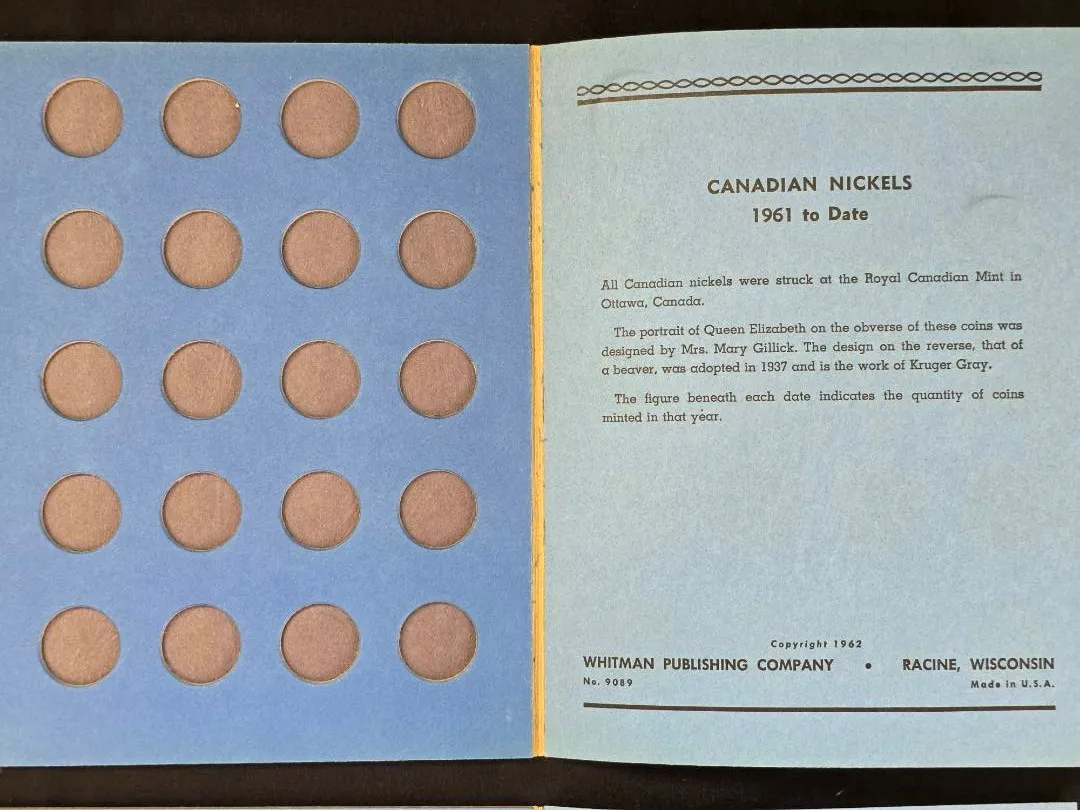 CANADIAN NICKELS
1961 to Date
All Canadian nickels were struck at the Royal Canadian Mint in
Ottawa, Canada.
The portrait of Queen Elizabeth on the obverse of these coins was
designed by Mrs. Mary Gillick. The design on the reverse, that of
a beaver, was adopted in 1937 and is the work of Kruger Gray.
The figure beneath each date indicates the quantity of coins
minted in that year.
Copyright 1962
WHITMAN PUBLISHING COMPANY • RACINE, WISCONSIN
No. 9089 Made in U.S.A.